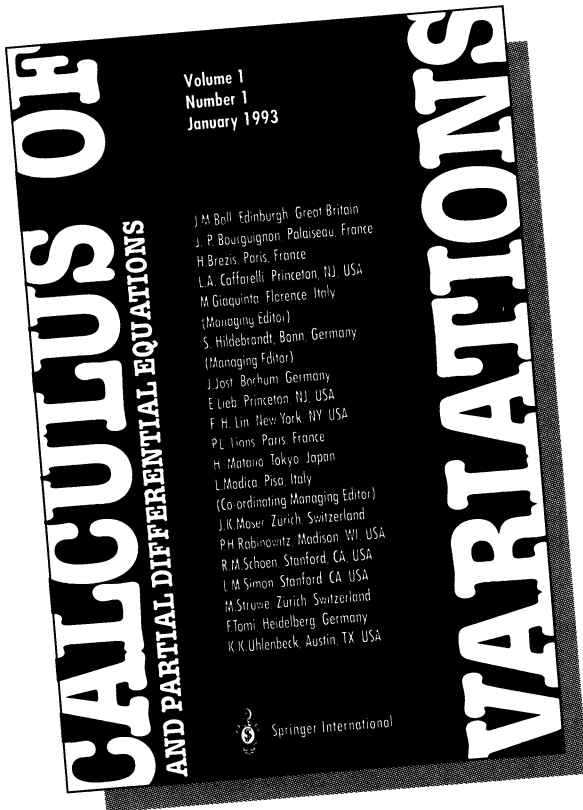 CALCULUS OF
VARIATIONS
AND PARTIAL DIFFERENTIAL EQUATIONS
Volume 1
Number 1
January 1993
J.M Ball, Edinburgh, Great Britain
J. P. Bourguignon, Palaiseau, France
H.Brezis, Paris, France
L.A. Caffarelli Princeton, NJ, USA
M Giaquinta, Florence, Italy
(Managing Editor)
S. Hildebrandt, Bonn, Germany
(Managing Editor)
J.Jost Bochum Germany
E Lieb, Princeton, NJ, USA
F-H. Lin New York, NY USA
P.L. Lions, Paris, France
H Matano Tokyo Japan
L.Modica, Pisa, Italy
(Co-ordinating Managing Editor)
J.K.Moser Zürich, Switzerland
P.H Rabinowitz, Madison WI, USA
R.M.Schoen, Stanford, CA, USA
L M Simon Stanford CA USA
M.Struwe, Zürich, Switzerland
F.Tomi Heidelberg Germany
K K.Uhlenbeck, Austin, TX USA
Springer International